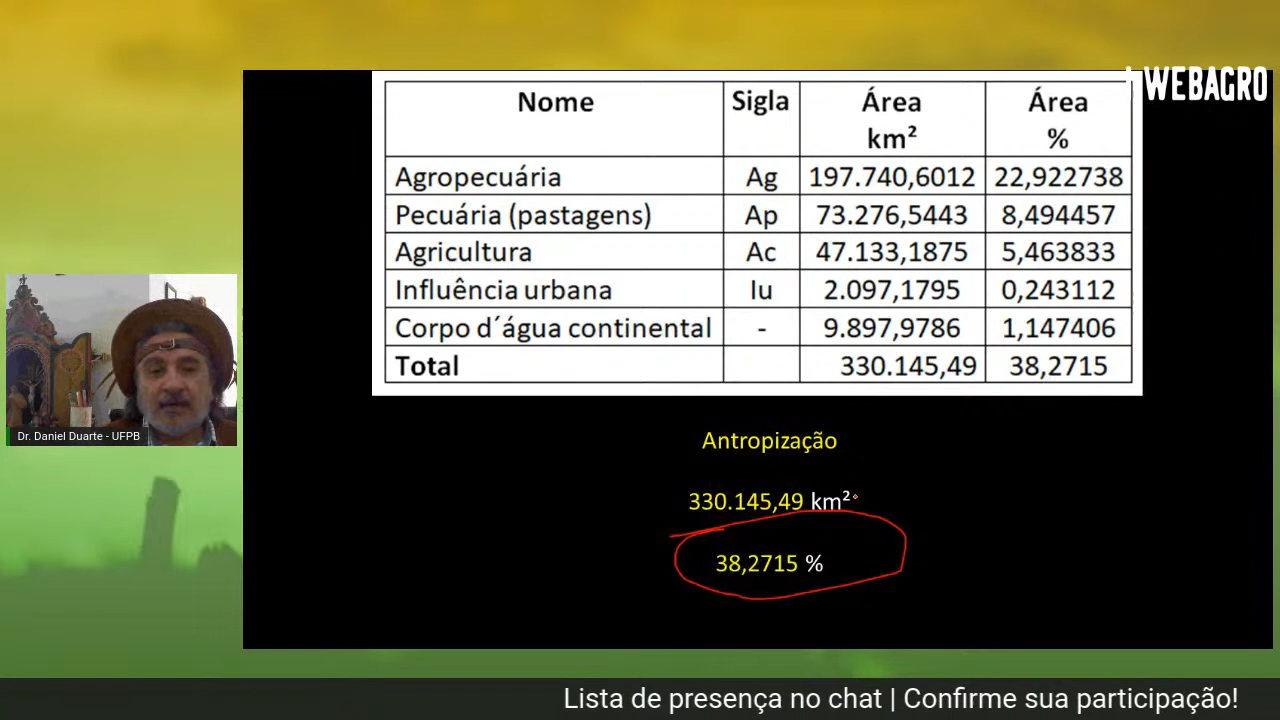 WEBAGRO
Nome Sigla Área km² Área %
Agropecuária Ag 197.740,6012 22,922738
Pecuária (pastagens) Ap 73.276,5443 8,494457
Agricultura Ac 47.133,1875 5,463833
Influência urbana Iu 2.097,1795 0,243112
Corpo d´água continental - 9.897,9786 1,147406
Total 330.145,49 38,2715
Antropização
330.145,49 km²
38,2715 %
Dr. Daniel Duarte - UFPB
Lista de presença no chat | Confirme sua participação!